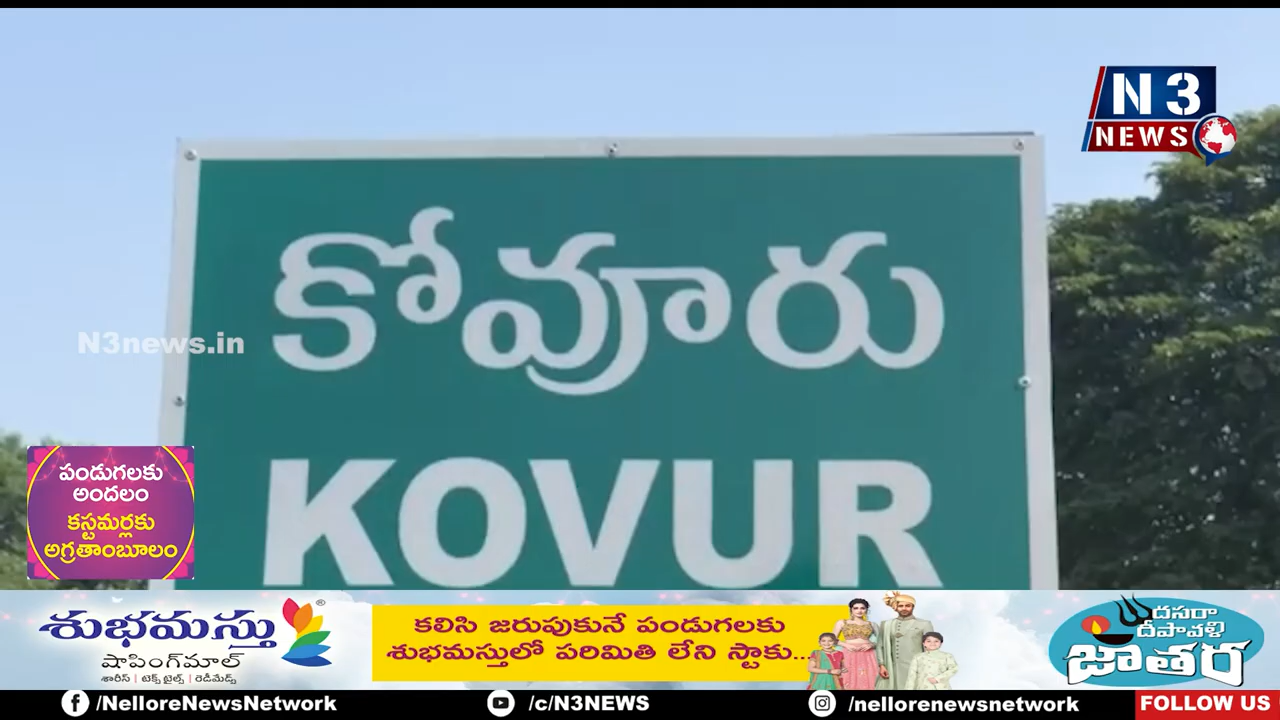 N3
NEWS
కోవూరు
N3news.in
KOVUR
పండుగలకు
అందలం
కస్టమర్లకు
అగ్రతాంబూలం
శుభమస్తు
®
షాపింగ్‌మాల్
శారీస్ | టెక్స్‌టైల్స్ | రెడీమేడ్స్
కలిసి జరుపుకునే పండుగలకు
శుభమస్తులో పరిమితి లేని స్టాకు...
దసరా
దీపావళి
జాతర
/NelloreNewsNetwork
/c/N3NEWS
/nellorenewsnetwork
FOLLOW US